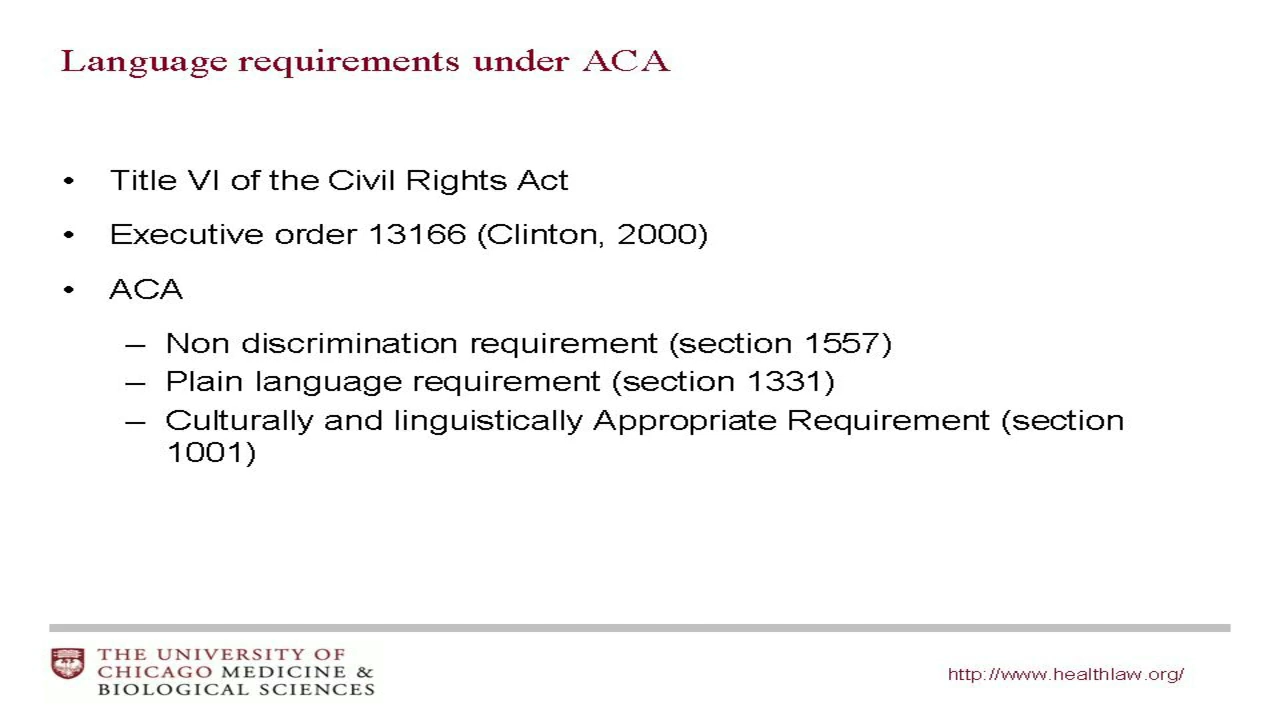 Language requirements under ACA
• Title VI of the Civil Rights Act
• Executive order 13166 (Clinton, 2000)
• ACA
– Non discrimination requirement (section 1557)
– Plain language requirement (section 1331)
– Culturally and linguistically Appropriate Requirement (section
1001)
THE UNIVERSITY OF
CHICAGO MEDICINE &
BIOLOGICAL SCIENCES
http://www.healthlaw.org/